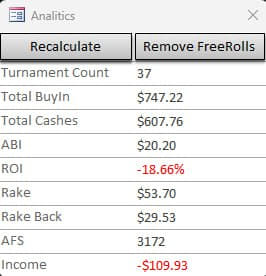 Analitics
Recalculate Remove FreeRolls
Turnament Count 37
Total BuyIn $747.22
Total Cashes $607.76
ABI $20.20
ROI -18.66%
Rake $53.70
Rake Back $29.53
AFS 3172
Income -$109.93